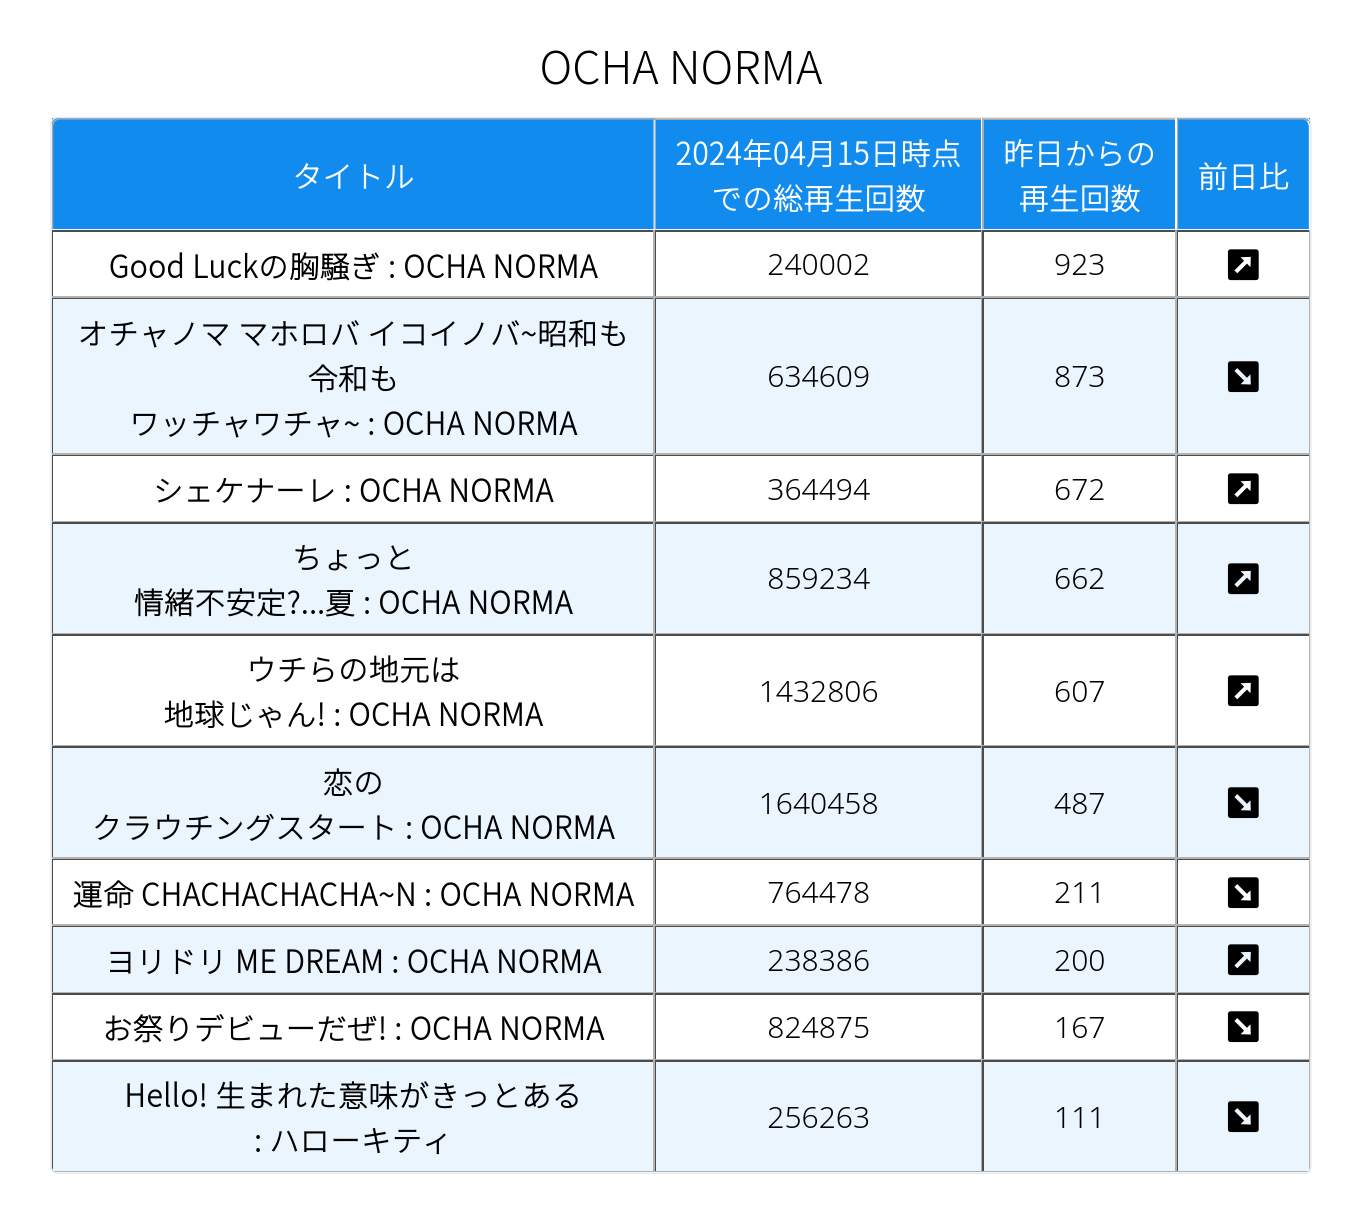 OCHA NORMA
タイトル
2024年04月15日時点
での総再生回数
昨日からの
再生回数
前日比
Good Luckの胸騒ぎ : OCHA NORMA
240002
923
オチャノマ マホロバ イコイノバ~昭和も
令和も
ワッチャワチャ~ : OCHA NORMA
634609
873
シェケナーレ : OCHA NORMA
364494
672
ちょっと
情緒不安定?...夏 : OCHA NORMA
859234
662
ウチらの地元は
地球じゃん! : OCHA NORMA
1432806
607
恋の
クラウチングスタート : OCHA NORMA
1640458
487
運命 CHACHACHACHA~N : OCHA NORMA
764478
211
ヨリドリ ME DREAM : OCHA NORMA
238386
200
お祭りデビューだぜ! : OCHA NORMA
824875
167
Hello! 生まれた意味がきっとある
: ハローキティ
256263
111